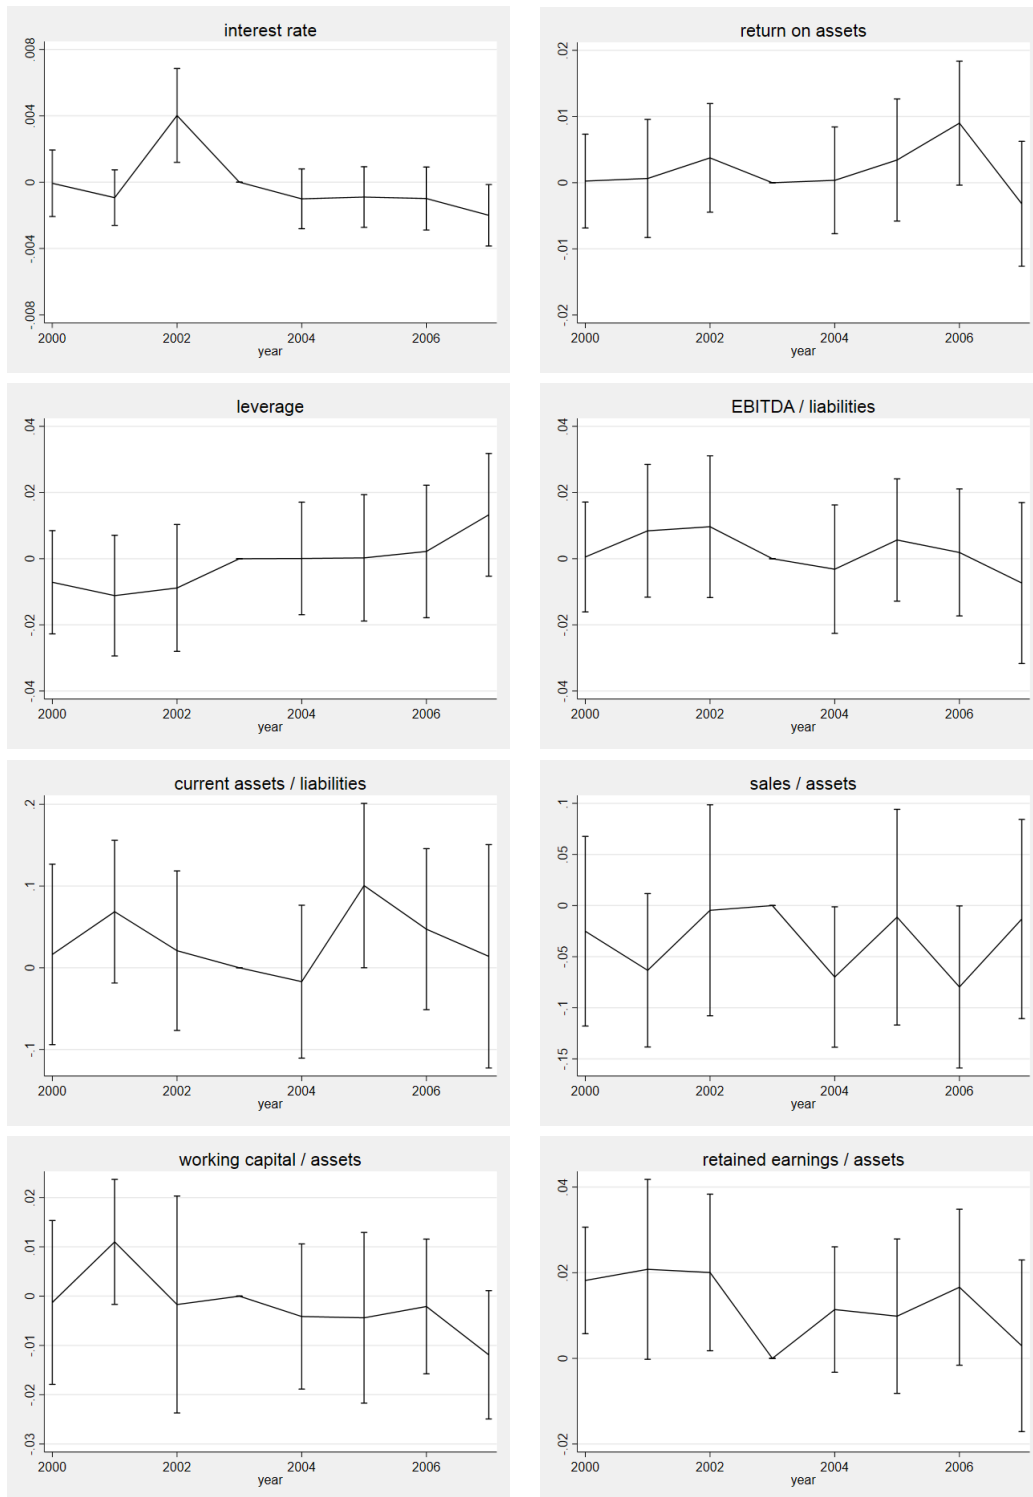 interest rate
.008
.004
0
-.004
-.008
2000 2002 2004 2006
year
return on assets
.02
.01
0
-.01
-.02
2000 2002 2004 2006
year
leverage
.04
.02
0
-.02
-.04
2000 2002 2004 2006
year
EBITDA / liabilities
.04
.02
0
-.02
-.04
2000 2002 2004 2006
year
current assets / liabilities
.2
.1
0
-.1
2000 2002 2004 2006
year
sales / assets
.1
.05
0
-.05
-.1
-.15
2000 2002 2004 2006
year
working capital / assets
.02
.01
0
-.01
-.02
-.03
2000 2002 2004 2006
year
retained earnings / assets
.04
.02
0
-.02
2000 2002 2004 2006
year